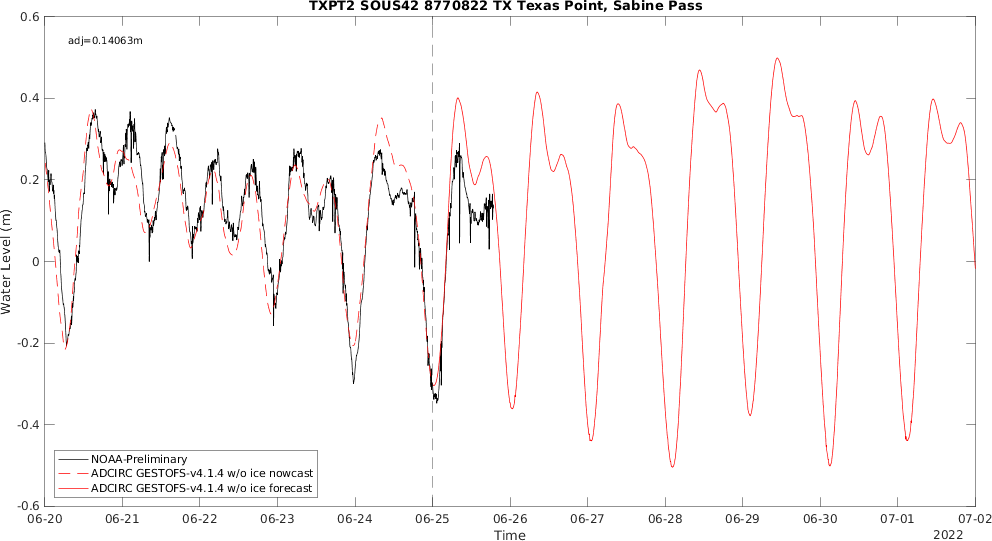 TXPT2 SOUS42 8770822 TX Texas Point, Sabine Pass
adj=0.14063m
0.6
0.4
0.2
0
-0.2
-0.4
-0.6
Water Level (m)
NOAA-Preliminary
ADCIRC GESTOFS-v4.1.4 w/o ice nowcast
ADCIRC GESTOFS-v4.1.4 w/o ice forecast
06-20 06-21 06-22 06-23 06-24 06-25 06-26 06-27 06-28 06-29 06-30 07-01 07-02
Time
2022